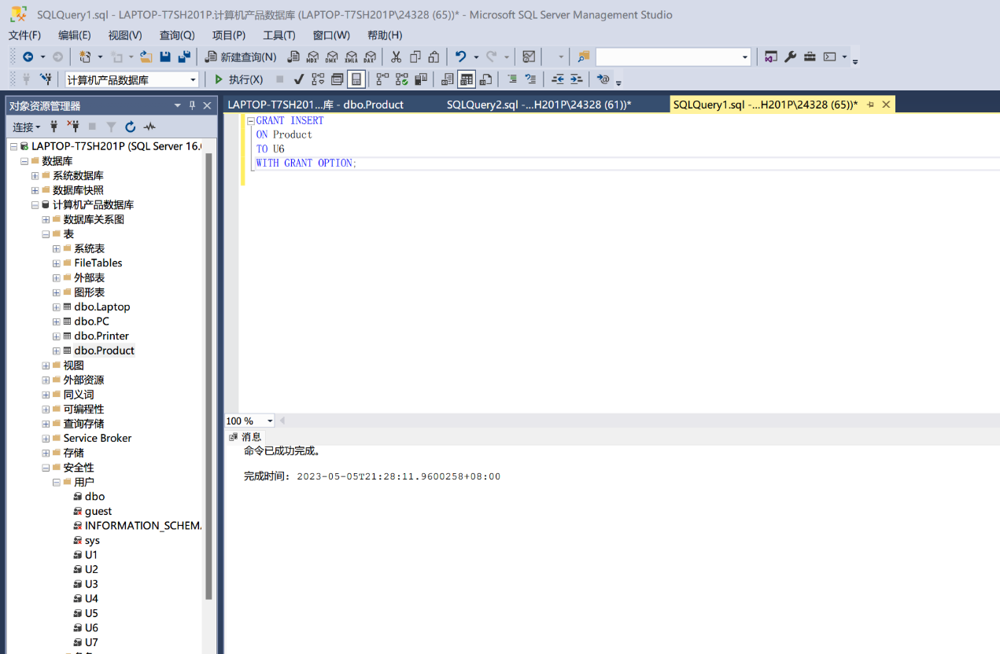 SQLQuery1.sql - LAPTOP-T7SH201P.计算机产品数据库 (LAPTOP-T7SH201P\24328 (65))* - Microsoft SQL Server Management Studio
文件(F) 编辑(E) 视图(V) 查询(Q) 项目(P) 工具(T) 窗口(W) 帮助(H)
新建查询(N) MDX DMX XMLA DAX
计算机产品数据库 执行(X)
对象资源管理器
连接
LAPTOP-T7SH201P (SQL Server 16.
数据库
系统数据库
数据库快照
计算机产品数据库
数据库关系图
表
系统表
FileTables
外部表
图形表
dbo.Laptop
dbo.PC
dbo.Printer
dbo.Product
视图
外部资源
同义词
可编程性
查询存储
Service Broker
存储
安全性
用户
dbo
guest
INFORMATION_SCHEMA
sys
U1
U2
U3
U4
U5
U6
U7
LAPTOP-T7SH201...库 - dbo.Product SQLQuery2.sql -...H201P\24328 (61))* SQLQuery1.sql -...H201P\24328 (65))*
GRANT INSERT
ON Product
TO U6
WITH GRANT OPTION;
100 %
消息
命令已成功完成。
完成时间: 2023-05-05T21:28:11.9600258+08:00